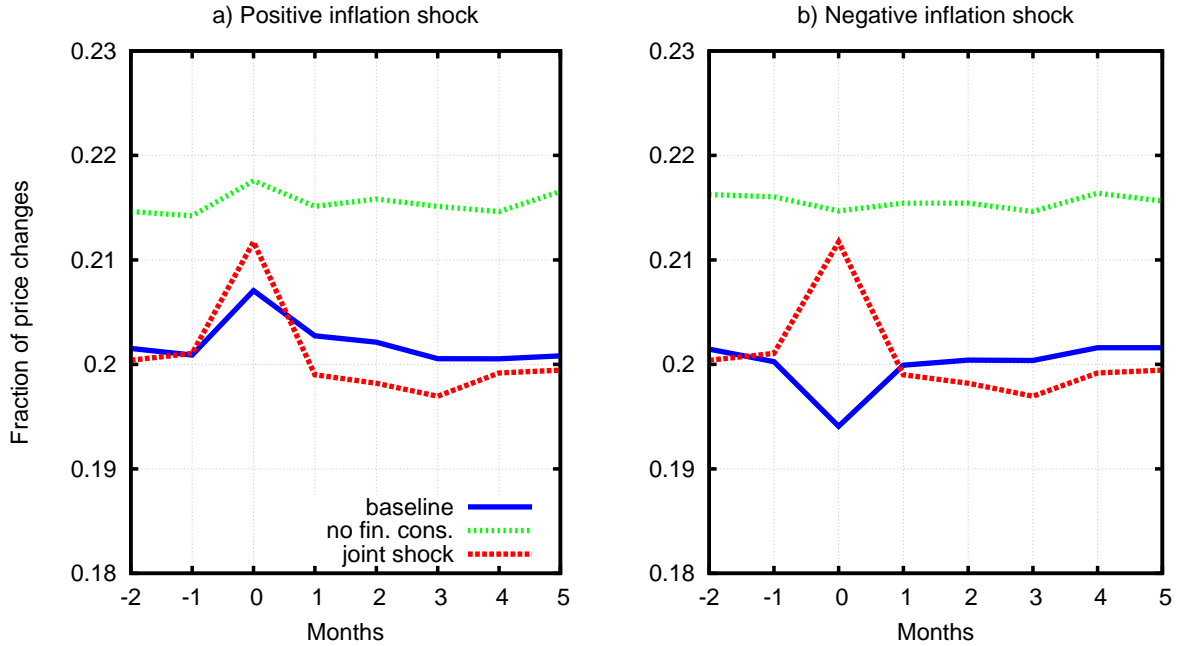 a) Positive inflation shock
b) Negative inflation shock
Fraction of price changes
0.23
0.22
0.21
0.2
0.19
0.18
baseline
no fin. cons.
joint shock
-2 -1 0 1 2 3 4 5
Months
0.23
0.22
0.21
0.2
0.19
0.18
-2 -1 0 1 2 3 4 5
Months